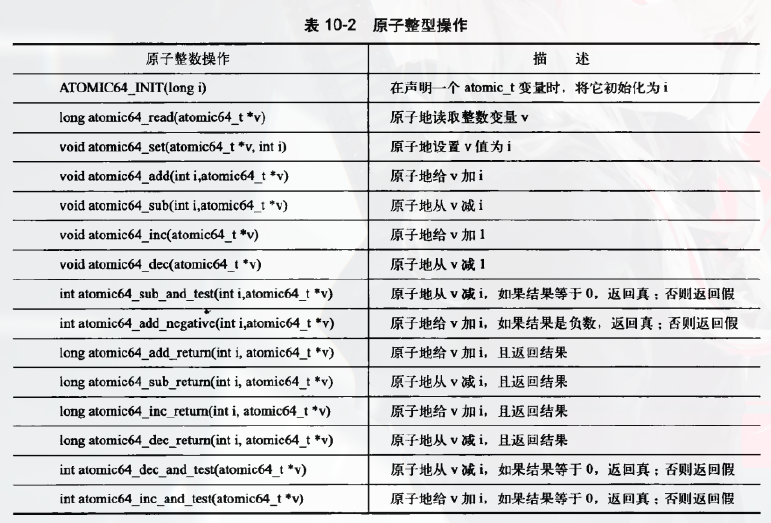 表 10-2 原子整型操作
原子整数操作 描 述
ATOMIC64_INIT(long i) 在声明一个 atomic_t 变量时，将它初始化为 i
long atomic64_read(atomic64_t *v) 原子地读取整数变量 v
void atomic64_set(atomic64_t *v, int i) 原子地设置 v 值为 i
void atomic64_add(int i,atomic64_t *v) 原子地给 v 加 i
void atomic64_sub(int i,atomic64_t *v) 原子地从 v 减 i
void atomic64_inc(atomic64_t *v) 原子地给 v 加 1
void atomic64_dec(atomic64_t *v) 原子地从 v 减 1
int atomic64_sub_and_test(int i,atomic64_t *v) 原子地从 v 减 i，如果结果等于 0，返回真；否则返回假
int atomic64_add_negative(int i,atomic64_t *v) 原子地给 v 加 i，如果结果是负数，返回真；否则返回假
long atomic64_add_return(int i, atomic64_t *v) 原子地给 v 加 i，且返回结果
long atomic64_sub_return(int i, atomic64_t *v) 原子地从 v 减 i，且返回结果
long atomic64_inc_return(int i, atomic64_t *v) 原子地给 v 加 i，且返回结果
long atomic64_dec_return(int i, atomic64_t *v) 原子地从 v 减 i，且返回结果
int atomic64_dec_and_test(atomic64_t *v) 原子地从 v 减 i，如果结果等于 0，返回真；否则返回假
int atomic64_inc_and_test(atomic64_t *v) 原子地给 v 加 i，如果结果等于 0，返回真；否则返回假